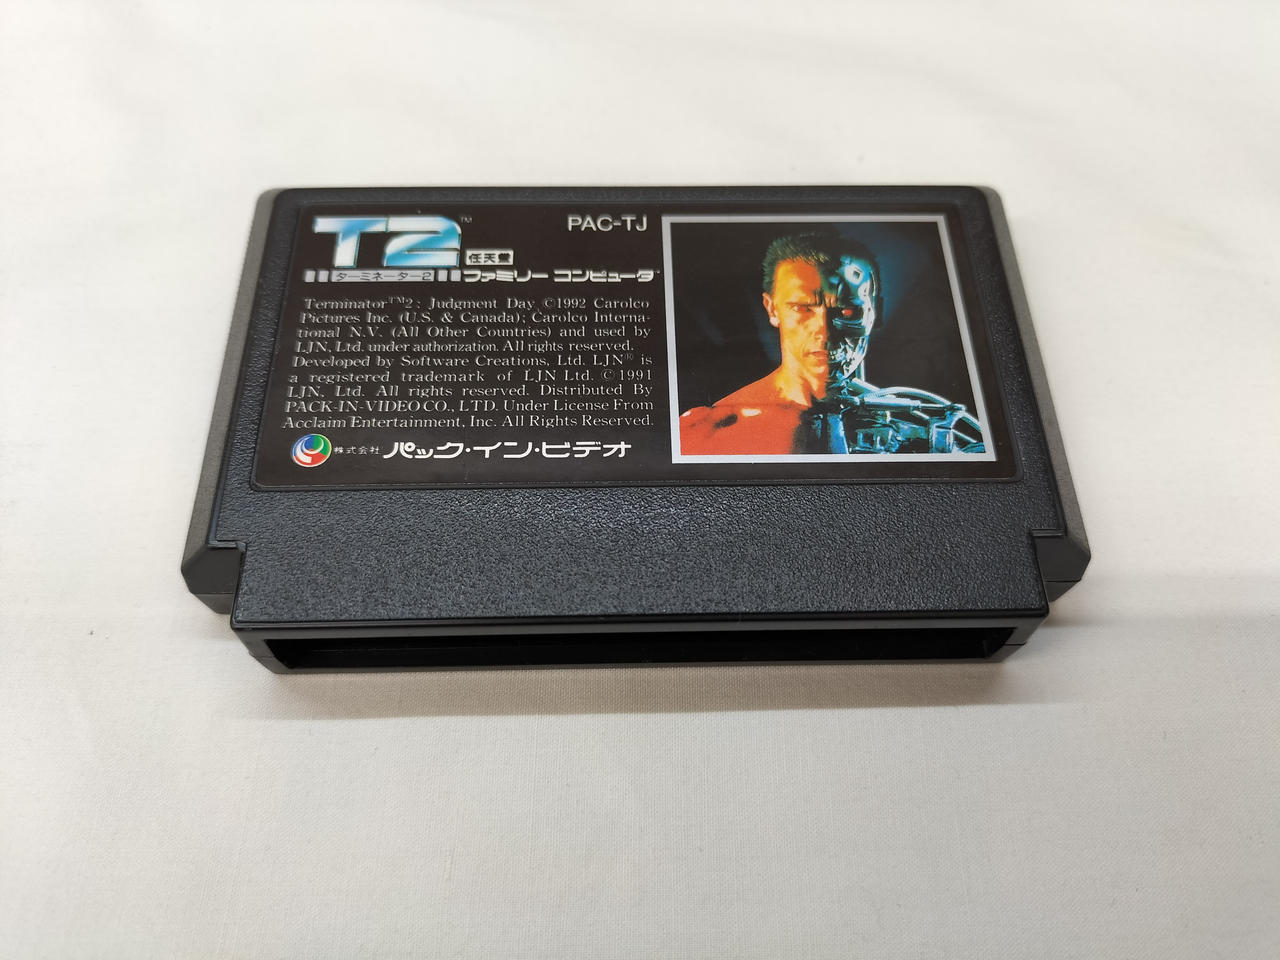 T2™
PAC-TJ
任天堂
ターミネーター2
ファミリー コンピュータ™
Terminator™2: Judgment Day ©1992 Carolco
Pictures Inc. (U.S. & Canada); Carolco Interna-
tional N.V. (All Other Countries) and used by
LJN, Ltd. under authorization. All rights reserved.
Developed by Software Creations, Ltd. LJN® is
a registered trademark of LJN Ltd. ©1991
LJN, Ltd. All rights reserved. Distributed By
PACK-IN-VIDEO CO., LTD. Under License From
Acclaim Entertainment, Inc. All Rights Reserved.
株式会社 パック・イン・ビデオ